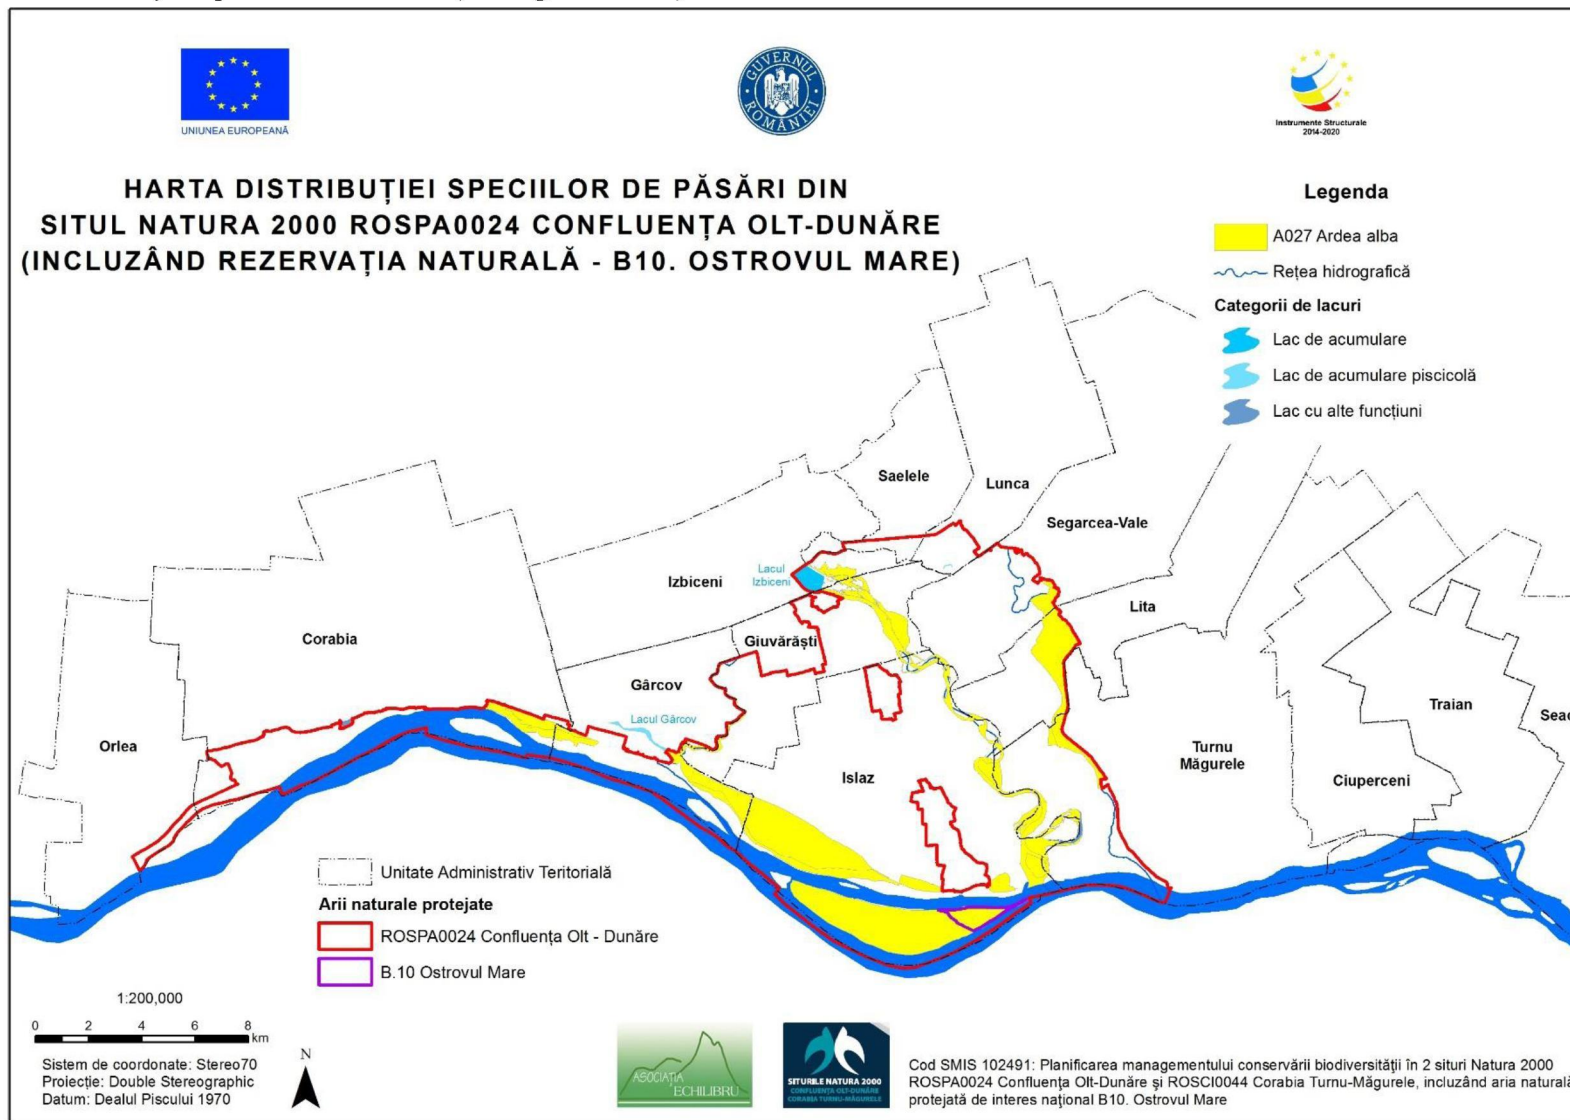 UNIUNEA EUROPEANĂ
GUVERNUL ROMÂNIEI
Instrumente Structurale
2014-2020
HARTA DISTRIBUȚIEI SPECIILOR DE PĂSĂRI DIN
SITUL NATURA 2000 ROSPA0024 CONFLUENȚA OLT-DUNĂRE
(INCLUZÂND REZERVAȚIA NATURALĂ - B10. OSTROVUL MARE)
Legenda
A027 Ardea alba
Rețea hidrografică
Categorii de lacuri
Lac de acumulare
Lac de acumulare piscicolă
Lac cu alte funcțiuni
Saelele
Lunca
Segarcea-Vale
Izbiceni
Lacul
Izbiceni
Lita
Corabia
Giuvărăști
Gârcov
Lacul Gârcov
Orlea
Islaz
Turnu
Măgurele
Traian
Seac
Ciuperceni
Unitate Administrativ Teritorială
Arii naturale protejate
ROSPA0024 Confluența Olt - Dunăre
B.10 Ostrovul Mare
1:200,000
0 2 4 6 8
km
Sistem de coordonate: Stereo70
Proiecție: Double Stereographic
Datum: Dealul Piscului 1970
N
ASOCIAȚIA
ECHILIBRU
SITURILE NATURA 2000
CONFLUENȚA OLT-DUNĂRE
CORABIA TURNU-MĂGURELE
Cod SMIS 102491: Planificarea managementului conservării biodiversității în 2 situri Natura 2000
ROSPA0024 Confluența Olt-Dunăre și ROSCI0044 Corabia Turnu-Măgurele, incluzând aria naturală
protejată de interes național B10. Ostrovul Mare